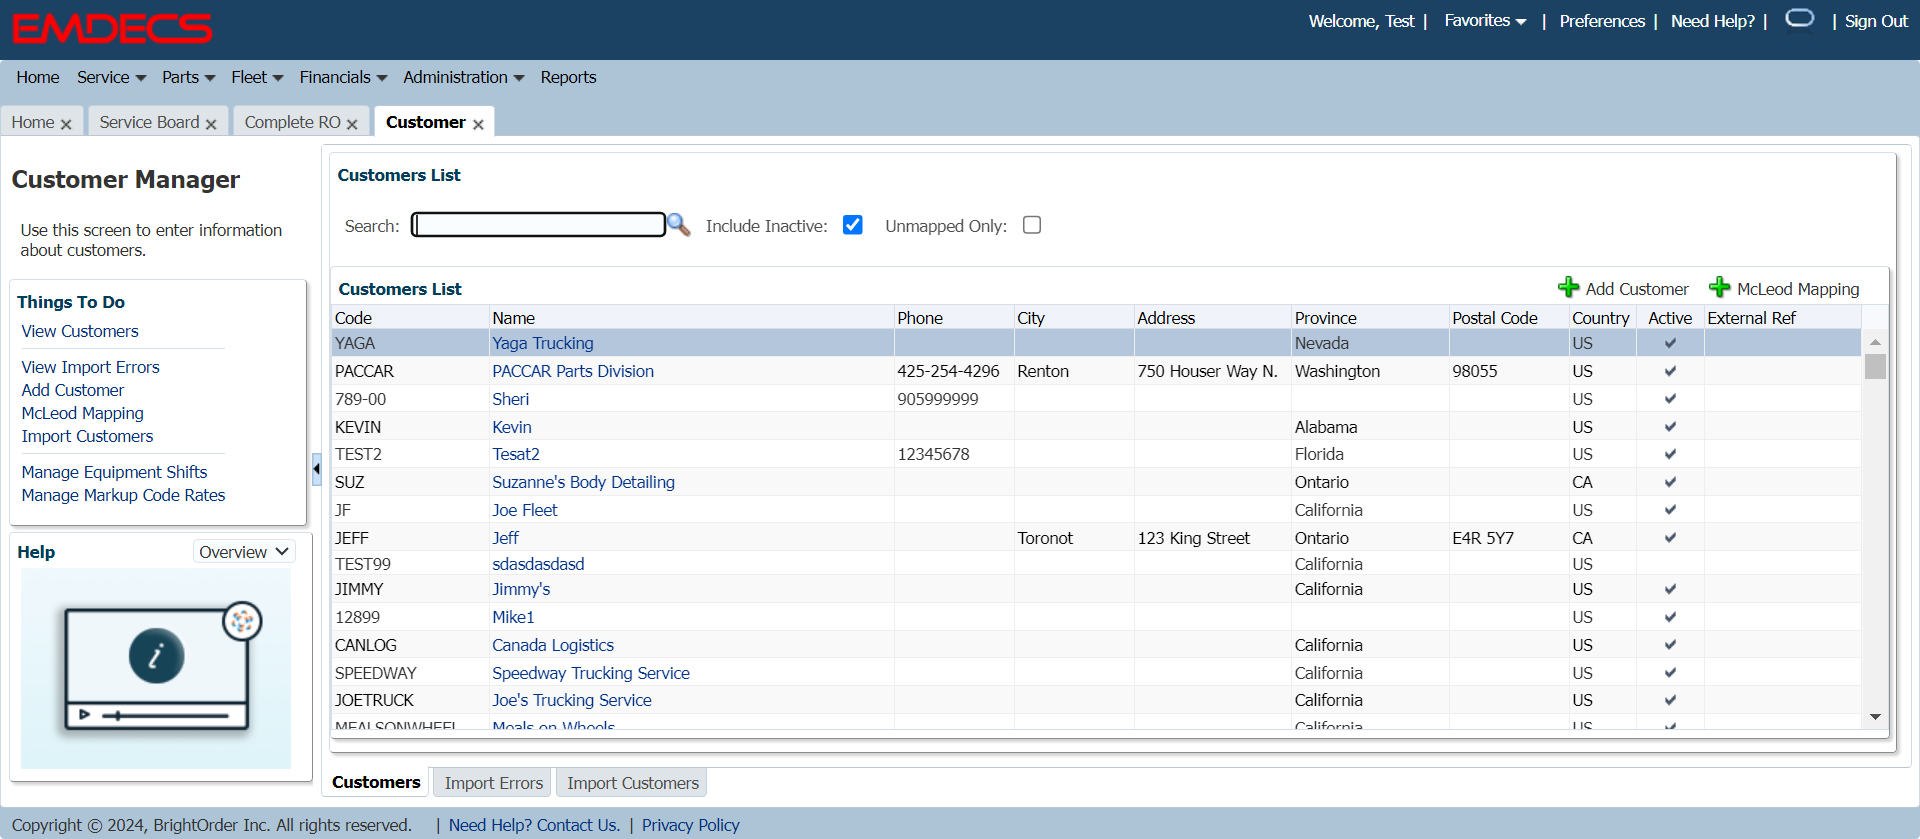 EMDECS
Welcome, Test | Favorites | Preferences | Need Help? | | Sign Out
Home Service Parts Fleet Financials Administration Reports
Home Service Board Complete RO Customer
Customer Manager
Use this screen to enter information
about customers.
Things To Do
View Customers
View Import Errors
Add Customer
McLeod Mapping
Import Customers
Manage Equipment Shifts
Manage Markup Code Rates
Help Overview
i
Customers List
Search: Include Inactive: Unmapped Only:
Customers List Add Customer McLeod Mapping
Code Name Phone City Address Province Postal Code Country Active External Ref
YAGA Yaga Trucking Nevada US
PACCAR PACCAR Parts Division 425-254-4296 Renton 750 Houser Way N. Washington 98055 US
789-00 Sheri 905999999 US
KEVIN Kevin Alabama US
TEST2 Tesat2 12345678 Florida US
SUZ Suzanne's Body Detailing Ontario CA
JF Joe Fleet California US
JEFF Jeff Toronot 123 King Street Ontario E4R 5Y7 CA
TEST99 sdasdasdasd California US
JIMMY Jimmy's California US
12899 Mike1 US
CANLOG Canada Logistics California US
SPEEDWAY Speedway Trucking Service California US
JOETRUCK Joe's Trucking Service California US
MEALSONWHEEL Meals on Wheels California US
Customers Import Errors Import Customers
Copyright © 2024, BrightOrder Inc. All rights reserved. | Need Help? Contact Us. | Privacy Policy